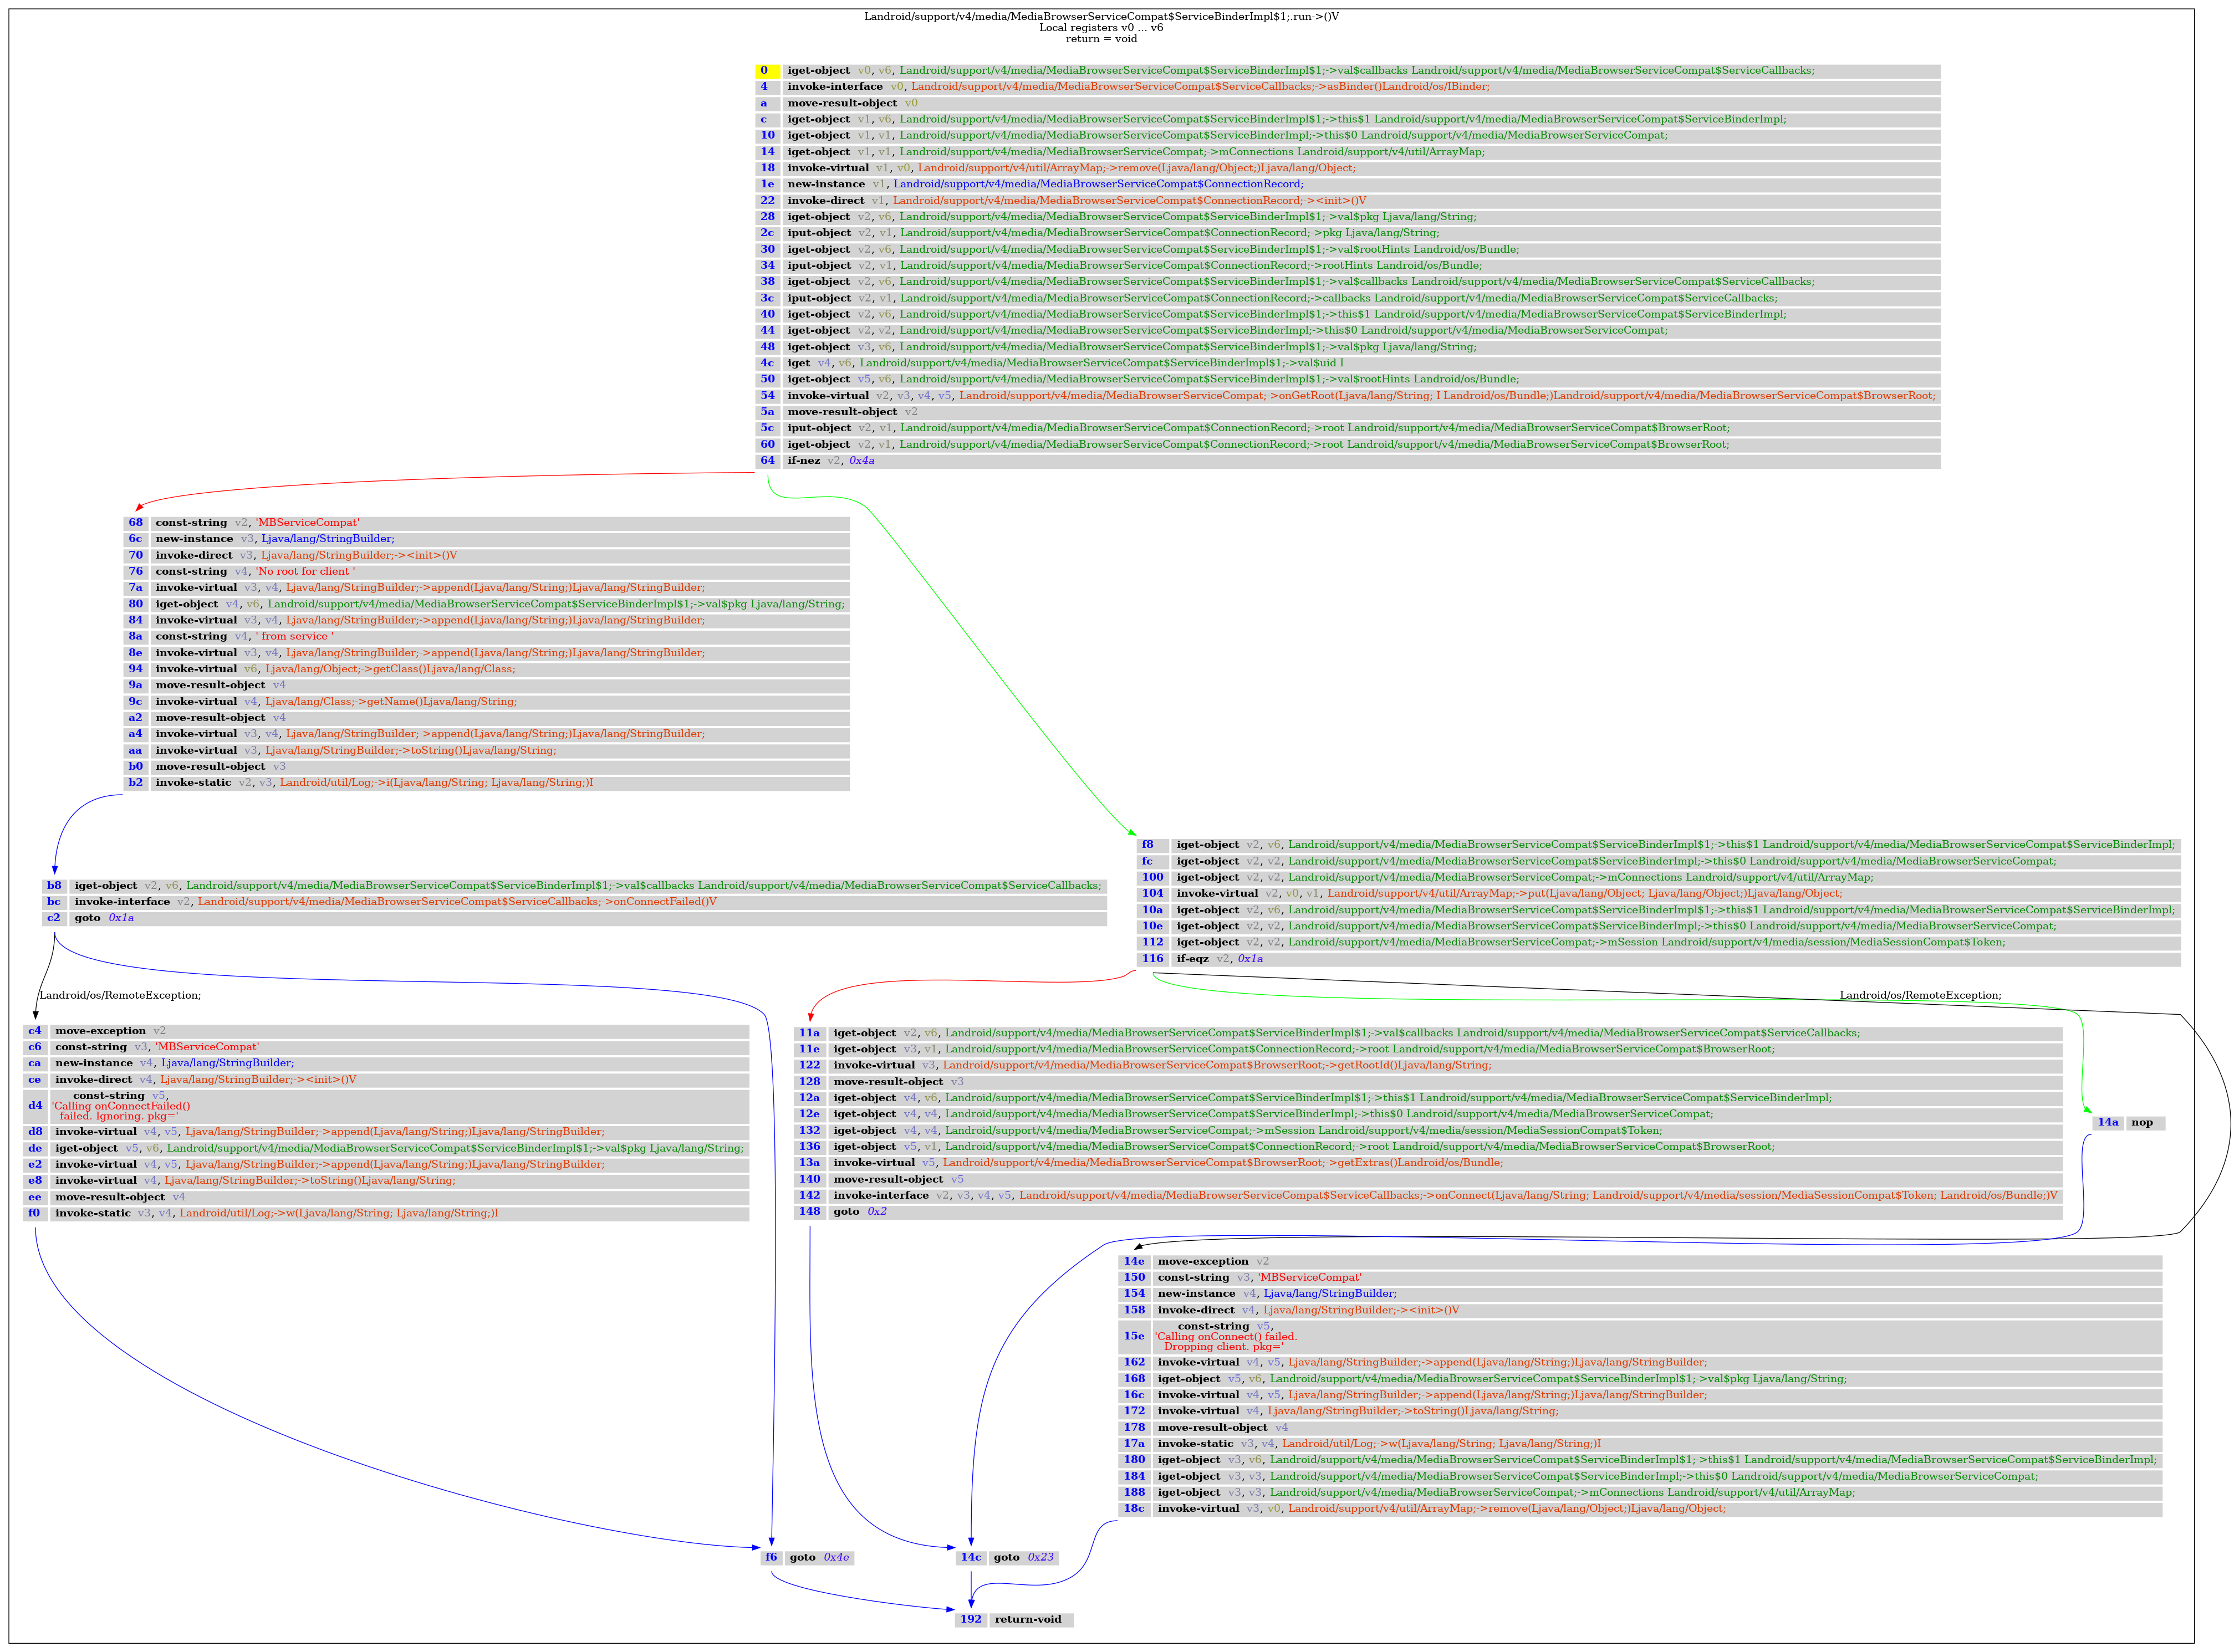 Landroid/support/v4/media/MediaBrowserServiceCompat$ServiceBinderImpl$1;.run->()V
Local registers v0 ... v6
return = void
0 iget-object v0, v6, Landroid/support/v4/media/MediaBrowserServiceCompat$ServiceBinderImpl$1;->val$callbacks Landroid/support/v4/media/MediaBrowserServiceCompat$ServiceCallbacks;
4 invoke-interface v0, Landroid/support/v4/media/MediaBrowserServiceCompat$ServiceCallbacks;->asBinder()Landroid/os/IBinder;
a move-result-object v0
c iget-object v1, v6, Landroid/support/v4/media/MediaBrowserServiceCompat$ServiceBinderImpl$1;->this$1 Landroid/support/v4/media/MediaBrowserServiceCompat$ServiceBinderImpl;
10 iget-object v1, v1, Landroid/support/v4/media/MediaBrowserServiceCompat$ServiceBinderImpl;->this$0 Landroid/support/v4/media/MediaBrowserServiceCompat;
14 iget-object v1, v1, Landroid/support/v4/media/MediaBrowserServiceCompat;->mConnections Landroid/support/v4/util/ArrayMap;
18 invoke-virtual v1, v0, Landroid/support/v4/util/ArrayMap;->remove(Ljava/lang/Object;)Ljava/lang/Object;
1e new-instance v1, Landroid/support/v4/media/MediaBrowserServiceCompat$ConnectionRecord;
22 invoke-direct v1, Landroid/support/v4/media/MediaBrowserServiceCompat$ConnectionRecord;-><init>()V
28 iget-object v2, v6, Landroid/support/v4/media/MediaBrowserServiceCompat$ServiceBinderImpl$1;->val$pkg Ljava/lang/String;
2c iput-object v2, v1, Landroid/support/v4/media/MediaBrowserServiceCompat$ConnectionRecord;->pkg Ljava/lang/String;
30 iget-object v2, v6, Landroid/support/v4/media/MediaBrowserServiceCompat$ServiceBinderImpl$1;->val$rootHints Landroid/os/Bundle;
34 iput-object v2, v1, Landroid/support/v4/media/MediaBrowserServiceCompat$ConnectionRecord;->rootHints Landroid/os/Bundle;
38 iget-object v2, v6, Landroid/support/v4/media/MediaBrowserServiceCompat$ServiceBinderImpl$1;->val$callbacks Landroid/support/v4/media/MediaBrowserServiceCompat$ServiceCallbacks;
3c iput-object v2, v1, Landroid/support/v4/media/MediaBrowserServiceCompat$ConnectionRecord;->callbacks Landroid/support/v4/media/MediaBrowserServiceCompat$ServiceCallbacks;
40 iget-object v2, v6, Landroid/support/v4/media/MediaBrowserServiceCompat$ServiceBinderImpl$1;->this$1 Landroid/support/v4/media/MediaBrowserServiceCompat$ServiceBinderImpl;
44 iget-object v2, v2, Landroid/support/v4/media/MediaBrowserServiceCompat$ServiceBinderImpl;->this$0 Landroid/support/v4/media/MediaBrowserServiceCompat;
48 iget-object v3, v6, Landroid/support/v4/media/MediaBrowserServiceCompat$ServiceBinderImpl$1;->val$pkg Ljava/lang/String;
4c iget v4, v6, Landroid/support/v4/media/MediaBrowserServiceCompat$ServiceBinderImpl$1;->val$uid I
50 iget-object v5, v6, Landroid/support/v4/media/MediaBrowserServiceCompat$ServiceBinderImpl$1;->val$rootHints Landroid/os/Bundle;
54 invoke-virtual v2, v3, v4, v5, Landroid/support/v4/media/MediaBrowserServiceCompat;->onGetRoot(Ljava/lang/String; I Landroid/os/Bundle;)Landroid/support/v4/media/MediaBrowserServiceCompat$BrowserRoot;
5a move-result-object v2
5c iput-object v2, v1, Landroid/support/v4/media/MediaBrowserServiceCompat$ConnectionRecord;->root Landroid/support/v4/media/MediaBrowserServiceCompat$BrowserRoot;
60 iget-object v2, v1, Landroid/support/v4/media/MediaBrowserServiceCompat$ConnectionRecord;->root Landroid/support/v4/media/MediaBrowserServiceCompat$BrowserRoot;
64 if-nez v2, 0x4a
68 const-string v2, 'MBServiceCompat'
6c new-instance v3, Ljava/lang/StringBuilder;
70 invoke-direct v3, Ljava/lang/StringBuilder;-><init>()V
76 const-string v4, 'No root for client '
7a invoke-virtual v3, v4, Ljava/lang/StringBuilder;->append(Ljava/lang/String;)Ljava/lang/StringBuilder;
80 iget-object v4, v6, Landroid/support/v4/media/MediaBrowserServiceCompat$ServiceBinderImpl$1;->val$pkg Ljava/lang/String;
84 invoke-virtual v3, v4, Ljava/lang/StringBuilder;->append(Ljava/lang/String;)Ljava/lang/StringBuilder;
8a const-string v4, ' from service '
8e invoke-virtual v3, v4, Ljava/lang/StringBuilder;->append(Ljava/lang/String;)Ljava/lang/StringBuilder;
94 invoke-virtual v6, Ljava/lang/Object;->getClass()Ljava/lang/Class;
9a move-result-object v4
9c invoke-virtual v4, Ljava/lang/Class;->getName()Ljava/lang/String;
a2 move-result-object v4
a4 invoke-virtual v3, v4, Ljava/lang/StringBuilder;->append(Ljava/lang/String;)Ljava/lang/StringBuilder;
aa invoke-virtual v3, Ljava/lang/StringBuilder;->toString()Ljava/lang/String;
b0 move-result-object v3
b2 invoke-static v2, v3, Landroid/util/Log;->i(Ljava/lang/String; Ljava/lang/String;)I
b8 iget-object v2, v6, Landroid/support/v4/media/MediaBrowserServiceCompat$ServiceBinderImpl$1;->val$callbacks Landroid/support/v4/media/MediaBrowserServiceCompat$ServiceCallbacks;
bc invoke-interface v2, Landroid/support/v4/media/MediaBrowserServiceCompat$ServiceCallbacks;->onConnectFailed()V
c2 goto 0x1a
f8 iget-object v2, v6, Landroid/support/v4/media/MediaBrowserServiceCompat$ServiceBinderImpl$1;->this$1 Landroid/support/v4/media/MediaBrowserServiceCompat$ServiceBinderImpl;
fc iget-object v2, v2, Landroid/support/v4/media/MediaBrowserServiceCompat$ServiceBinderImpl;->this$0 Landroid/support/v4/media/MediaBrowserServiceCompat;
100 iget-object v2, v2, Landroid/support/v4/media/MediaBrowserServiceCompat;->mConnections Landroid/support/v4/util/ArrayMap;
104 invoke-virtual v2, v0, v1, Landroid/support/v4/util/ArrayMap;->put(Ljava/lang/Object; Ljava/lang/Object;)Ljava/lang/Object;
10a iget-object v2, v6, Landroid/support/v4/media/MediaBrowserServiceCompat$ServiceBinderImpl$1;->this$1 Landroid/support/v4/media/MediaBrowserServiceCompat$ServiceBinderImpl;
10e iget-object v2, v2, Landroid/support/v4/media/MediaBrowserServiceCompat$ServiceBinderImpl;->this$0 Landroid/support/v4/media/MediaBrowserServiceCompat;
112 iget-object v2, v2, Landroid/support/v4/media/MediaBrowserServiceCompat;->mSession Landroid/support/v4/media/session/MediaSessionCompat$Token;
116 if-eqz v2, 0x1a
Landroid/os/RemoteException;
Landroid/os/RemoteException;
c4 move-exception v2
c6 const-string v3, 'MBServiceCompat'
ca new-instance v4, Ljava/lang/StringBuilder;
ce invoke-direct v4, Ljava/lang/StringBuilder;-><init>()V
d4 const-string v5,
'Calling onConnectFailed()
failed. Ignoring. pkg='
d8 invoke-virtual v4, v5, Ljava/lang/StringBuilder;->append(Ljava/lang/String;)Ljava/lang/StringBuilder;
de iget-object v5, v6, Landroid/support/v4/media/MediaBrowserServiceCompat$ServiceBinderImpl$1;->val$pkg Ljava/lang/String;
e2 invoke-virtual v4, v5, Ljava/lang/StringBuilder;->append(Ljava/lang/String;)Ljava/lang/StringBuilder;
e8 invoke-virtual v4, Ljava/lang/StringBuilder;->toString()Ljava/lang/String;
ee move-result-object v4
f0 invoke-static v3, v4, Landroid/util/Log;->w(Ljava/lang/String; Ljava/lang/String;)I
11a iget-object v2, v6, Landroid/support/v4/media/MediaBrowserServiceCompat$ServiceBinderImpl$1;->val$callbacks Landroid/support/v4/media/MediaBrowserServiceCompat$ServiceCallbacks;
11e iget-object v3, v1, Landroid/support/v4/media/MediaBrowserServiceCompat$ConnectionRecord;->root Landroid/support/v4/media/MediaBrowserServiceCompat$BrowserRoot;
122 invoke-virtual v3, Landroid/support/v4/media/MediaBrowserServiceCompat$BrowserRoot;->getRootId()Ljava/lang/String;
128 move-result-object v3
12a iget-object v4, v6, Landroid/support/v4/media/MediaBrowserServiceCompat$ServiceBinderImpl$1;->this$1 Landroid/support/v4/media/MediaBrowserServiceCompat$ServiceBinderImpl;
12e iget-object v4, v4, Landroid/support/v4/media/MediaBrowserServiceCompat$ServiceBinderImpl;->this$0 Landroid/support/v4/media/MediaBrowserServiceCompat;
132 iget-object v4, v4, Landroid/support/v4/media/MediaBrowserServiceCompat;->mSession Landroid/support/v4/media/session/MediaSessionCompat$Token;
136 iget-object v5, v1, Landroid/support/v4/media/MediaBrowserServiceCompat$ConnectionRecord;->root Landroid/support/v4/media/MediaBrowserServiceCompat$BrowserRoot;
13a invoke-virtual v5, Landroid/support/v4/media/MediaBrowserServiceCompat$BrowserRoot;->getExtras()Landroid/os/Bundle;
140 move-result-object v5
142 invoke-interface v2, v3, v4, v5, Landroid/support/v4/media/MediaBrowserServiceCompat$ServiceCallbacks;->onConnect(Ljava/lang/String; Landroid/support/v4/media/session/MediaSessionCompat$Token; Landroid/os/Bundle;)V
148 goto 0x2
14a nop
14e move-exception v2
150 const-string v3, 'MBServiceCompat'
154 new-instance v4, Ljava/lang/StringBuilder;
158 invoke-direct v4, Ljava/lang/StringBuilder;-><init>()V
15e const-string v5,
'Calling onConnect() failed.
Dropping client. pkg='
162 invoke-virtual v4, v5, Ljava/lang/StringBuilder;->append(Ljava/lang/String;)Ljava/lang/StringBuilder;
168 iget-object v5, v6, Landroid/support/v4/media/MediaBrowserServiceCompat$ServiceBinderImpl$1;->val$pkg Ljava/lang/String;
16c invoke-virtual v4, v5, Ljava/lang/StringBuilder;->append(Ljava/lang/String;)Ljava/lang/StringBuilder;
172 invoke-virtual v4, Ljava/lang/StringBuilder;->toString()Ljava/lang/String;
178 move-result-object v4
17a invoke-static v3, v4, Landroid/util/Log;->w(Ljava/lang/String; Ljava/lang/String;)I
180 iget-object v3, v6, Landroid/support/v4/media/MediaBrowserServiceCompat$ServiceBinderImpl$1;->this$1 Landroid/support/v4/media/MediaBrowserServiceCompat$ServiceBinderImpl;
184 iget-object v3, v3, Landroid/support/v4/media/MediaBrowserServiceCompat$ServiceBinderImpl;->this$0 Landroid/support/v4/media/MediaBrowserServiceCompat;
188 iget-object v3, v3, Landroid/support/v4/media/MediaBrowserServiceCompat;->mConnections Landroid/support/v4/util/ArrayMap;
18c invoke-virtual v3, v0, Landroid/support/v4/util/ArrayMap;->remove(Ljava/lang/Object;)Ljava/lang/Object;
f6 goto 0x4e
14c goto 0x23
192 return-void